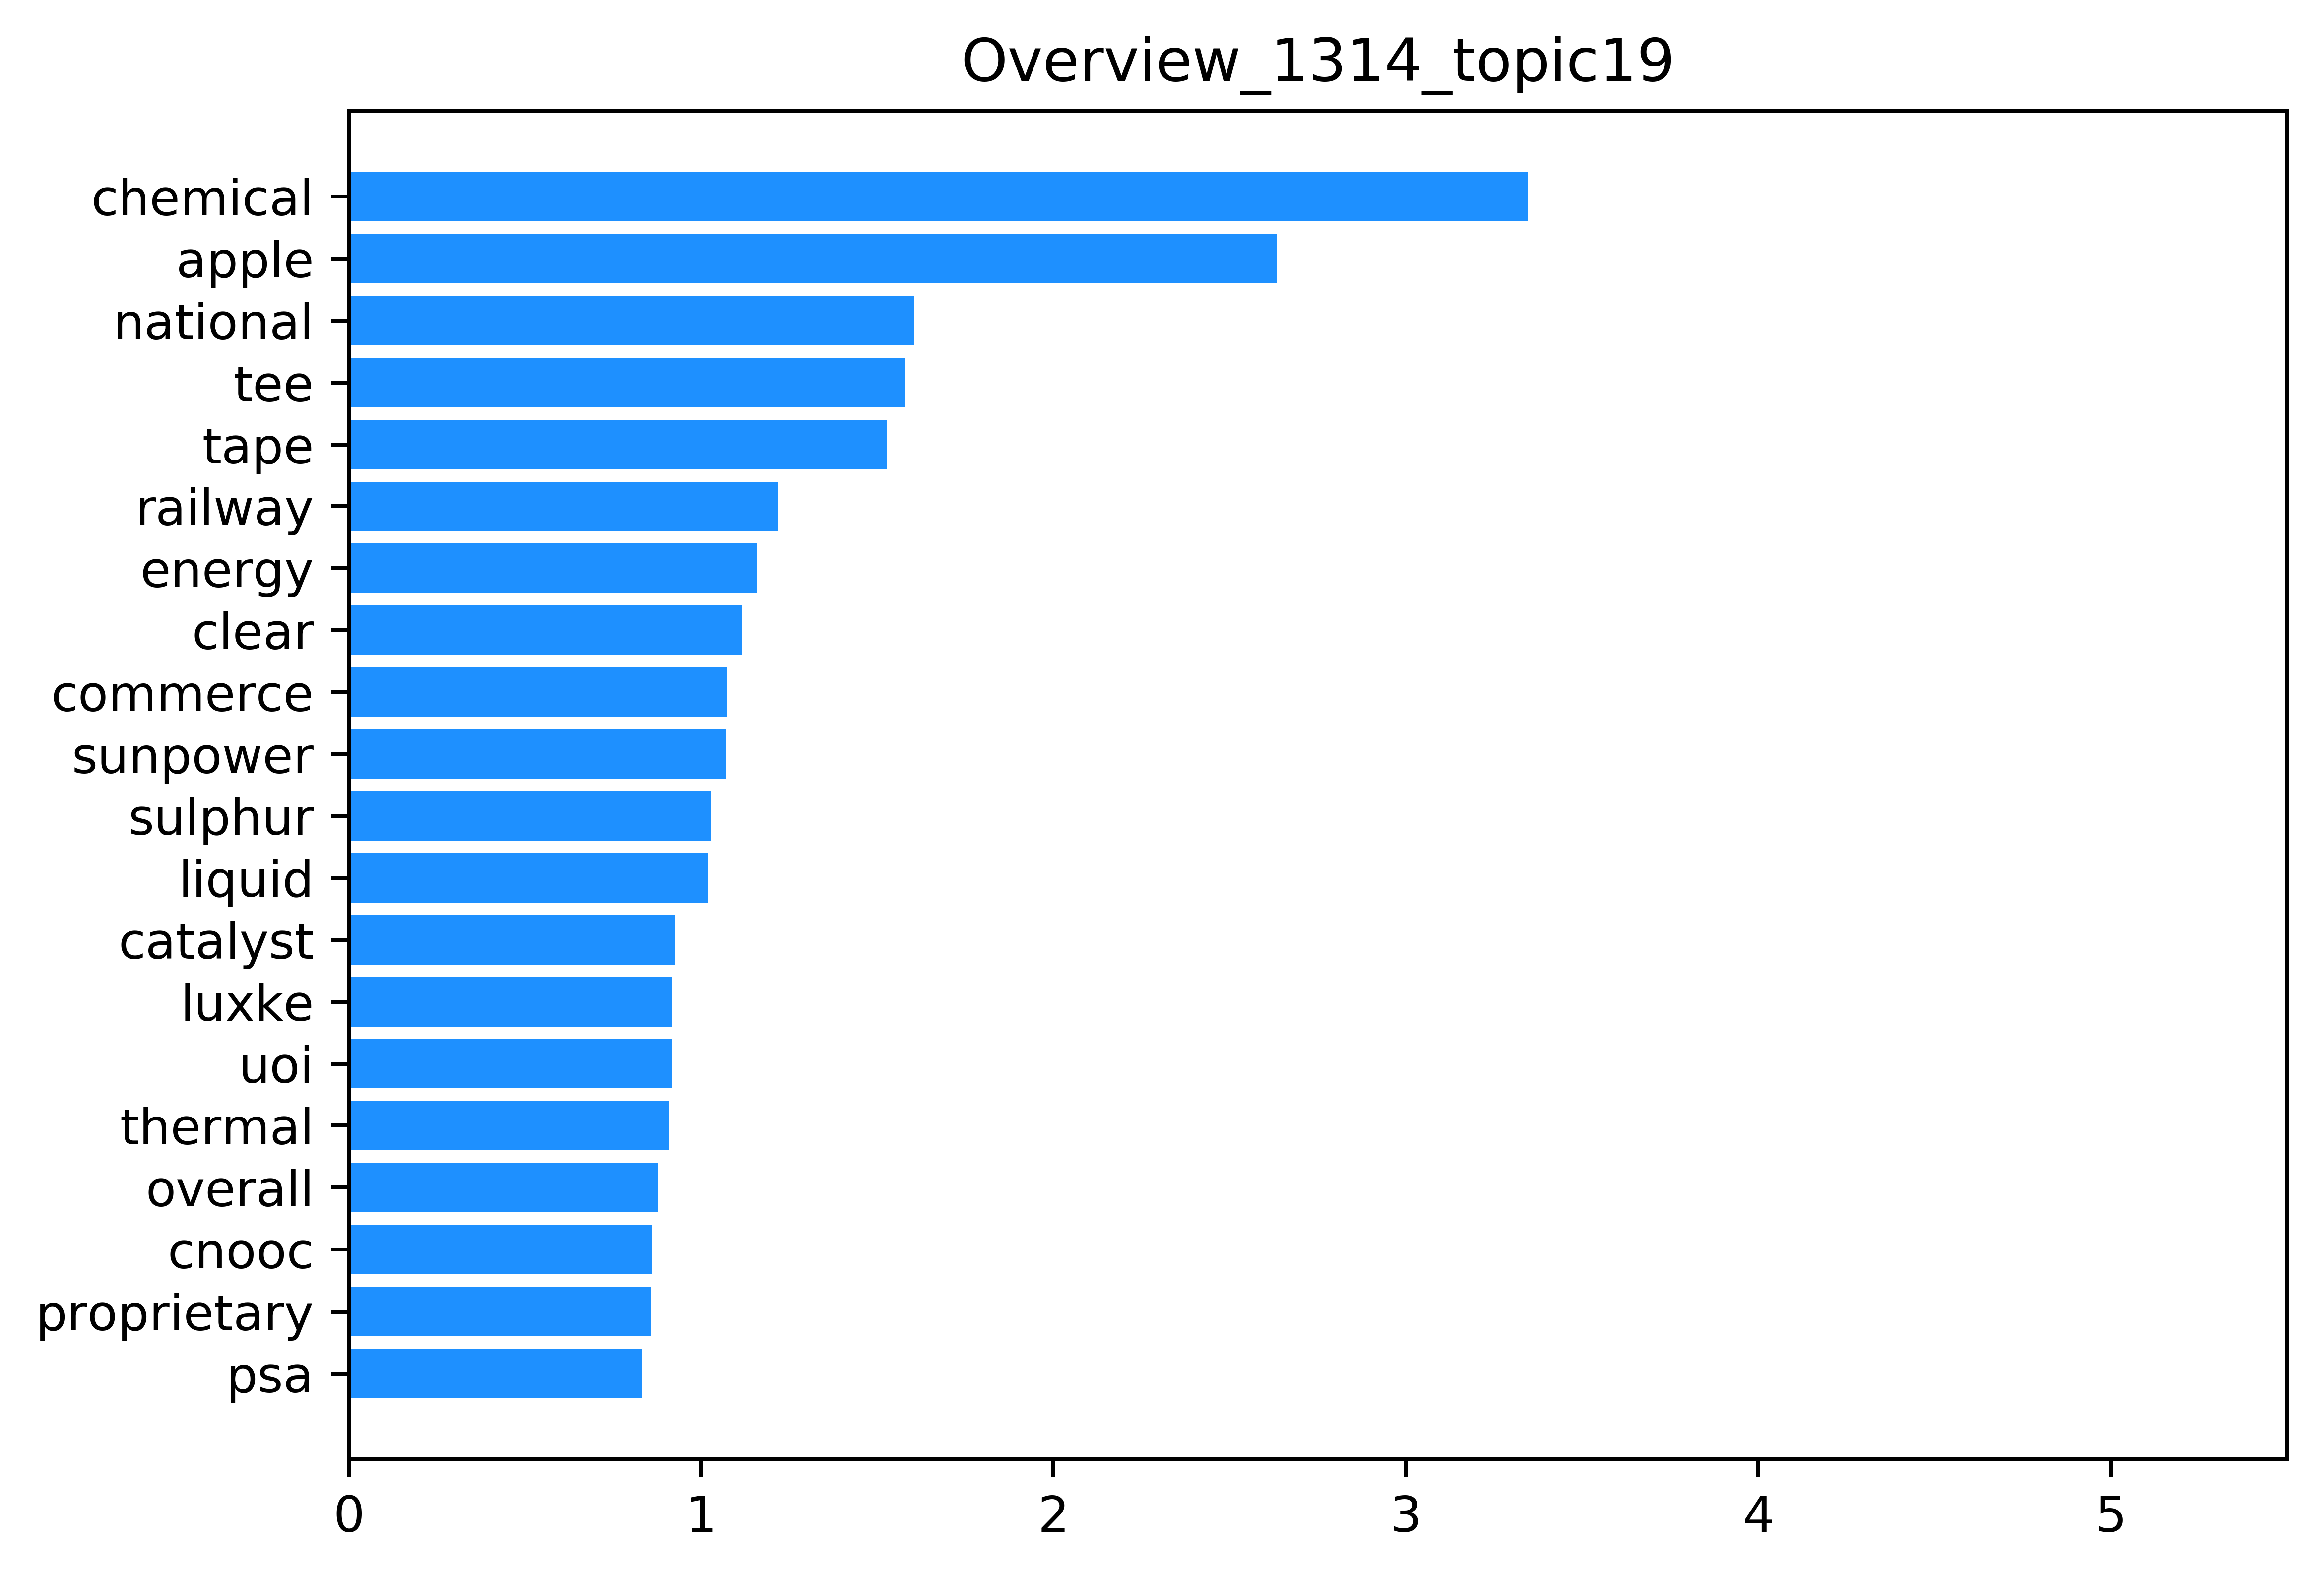 Overview_1314_topic19
chemical
apple
national
tee
tape
railway
energy
clear
commerce
sunpower
sulphur
liquid
catalyst
luxke
uoi
thermal
overall
cnooc
proprietary
psa
0 1 2 3 4 5